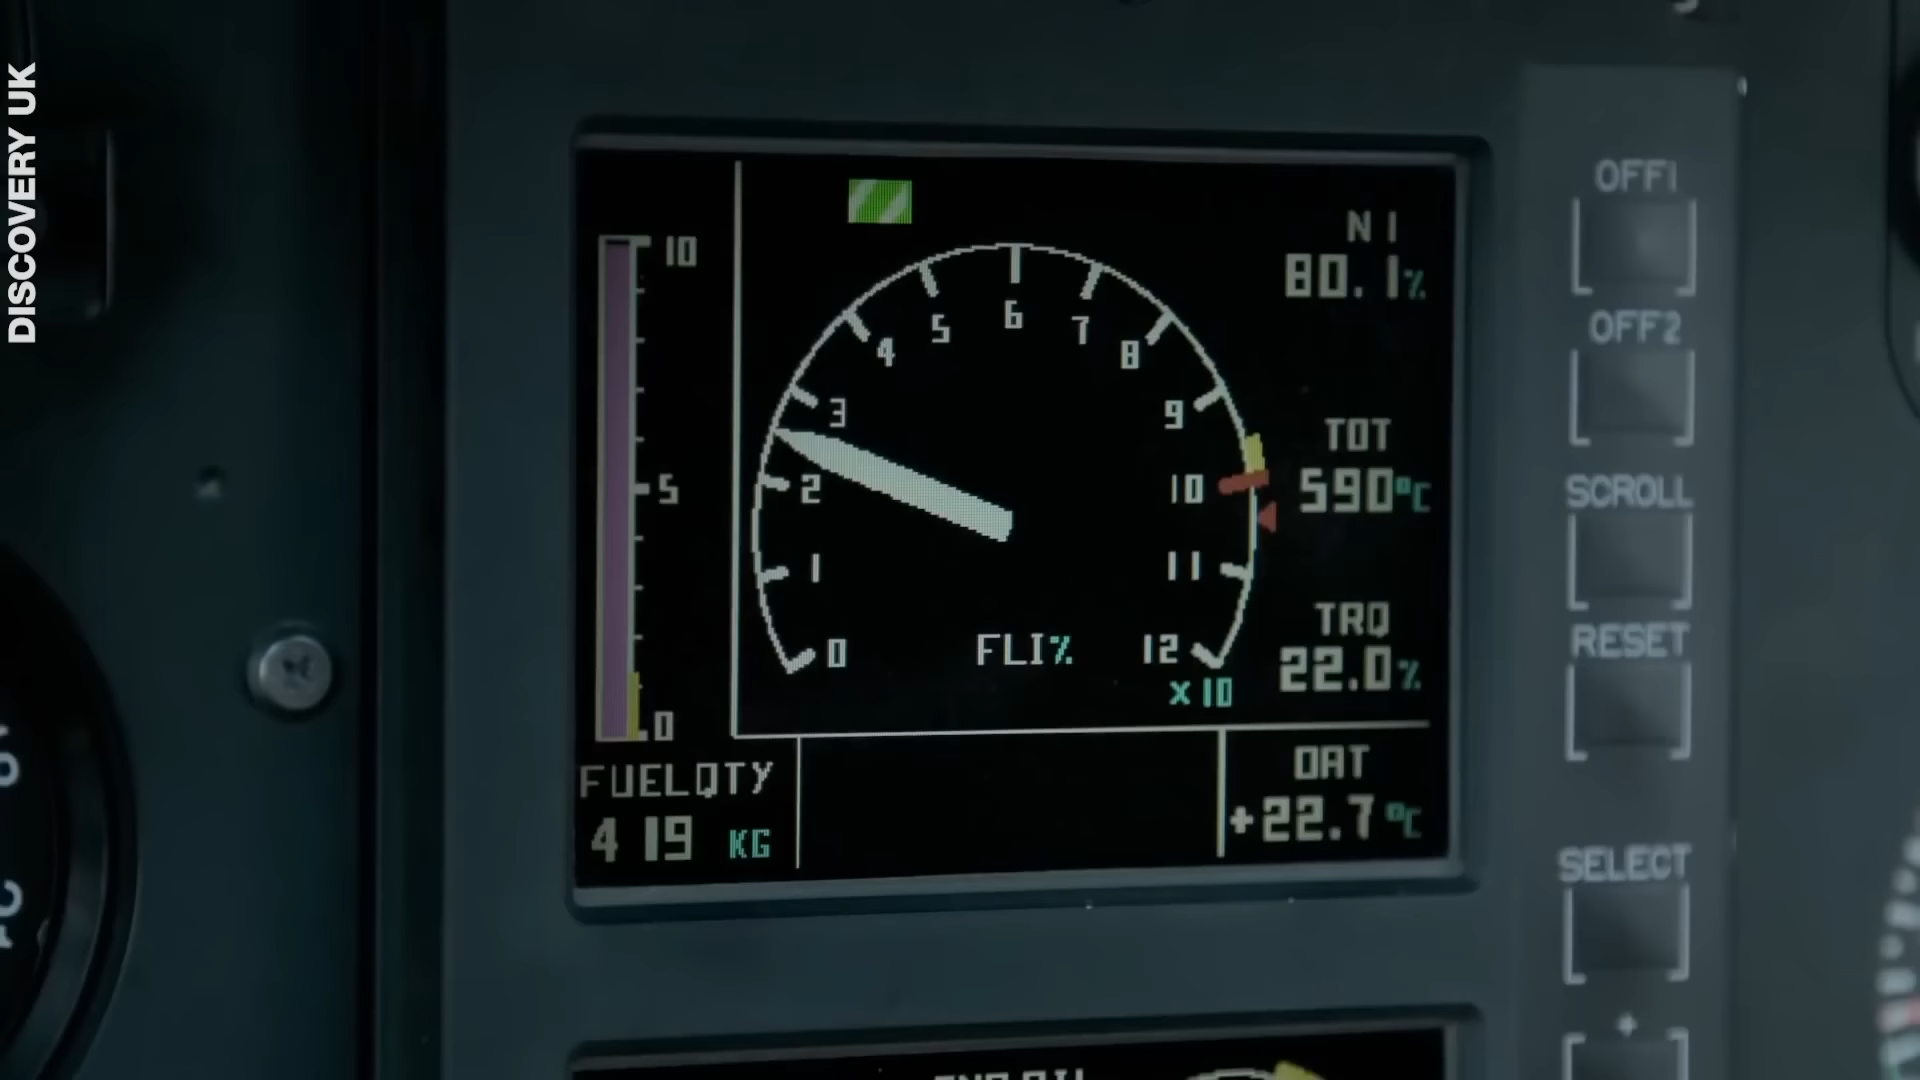 DISCOVERY UK
10
5
0
FUELQTY
419 KG
0
1
2
3
4
5
6
7
8
9
10
11
12
x10
FLI%
N1
80.1%
TOT
590°C
TRQ
22.0%
OAT
+22.7°C
OFF1
OFF2
SCROLL
RESET
SELECT
+